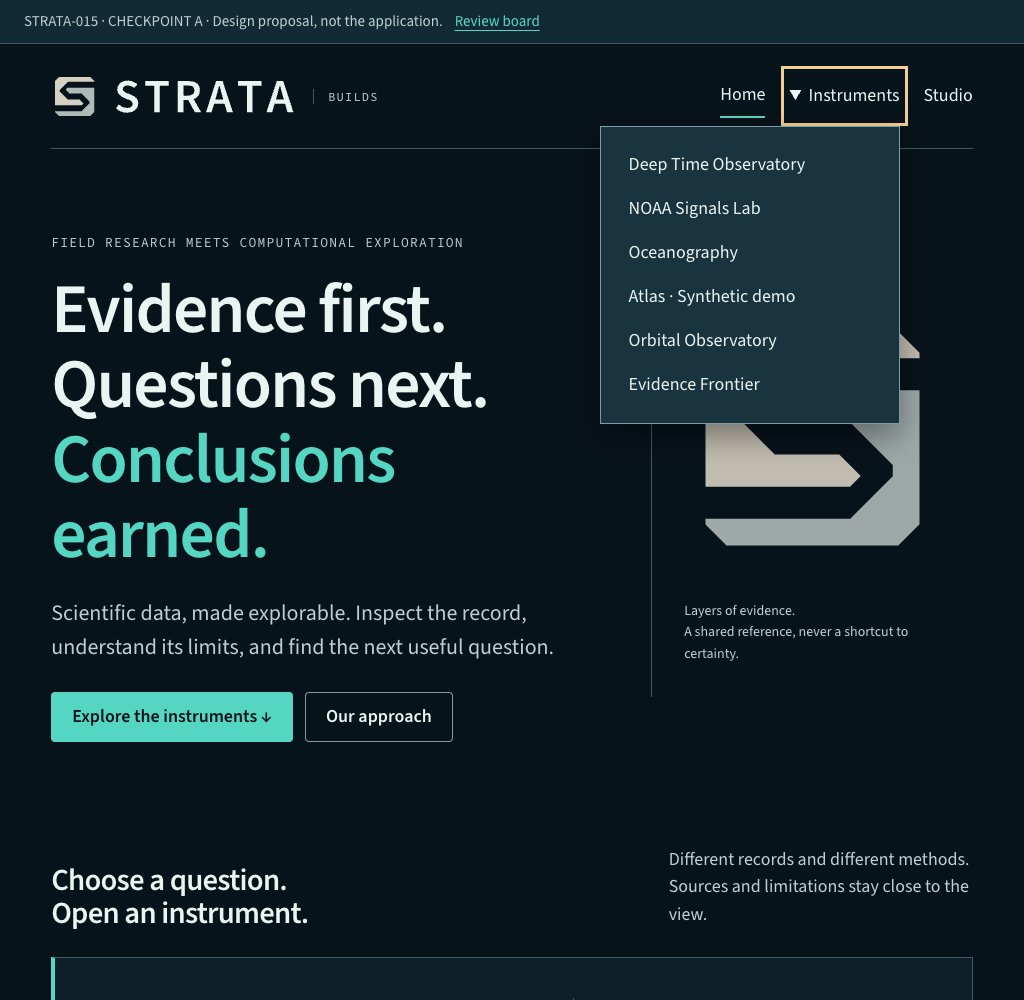 STRATA-015 · CHECKPOINT A · Design proposal, not the application. Review board
STRATA BUILDS
Home ▼ Instruments Studio
Deep Time Observatory
NOAA Signals Lab
Oceanography
Atlas · Synthetic demo
Orbital Observatory
Evidence Frontier
FIELD RESEARCH MEETS COMPUTATIONAL EXPLORATION
Evidence first.
Questions next.
Conclusions
earned.
Scientific data, made explorable. Inspect the record,
understand its limits, and find the next useful question.
Explore the instruments ↓ Our approach
Layers of evidence.
A shared reference, never a shortcut to
certainty.
Choose a question.
Open an instrument.
Different records and different methods.
Sources and limitations stay close to the
view.